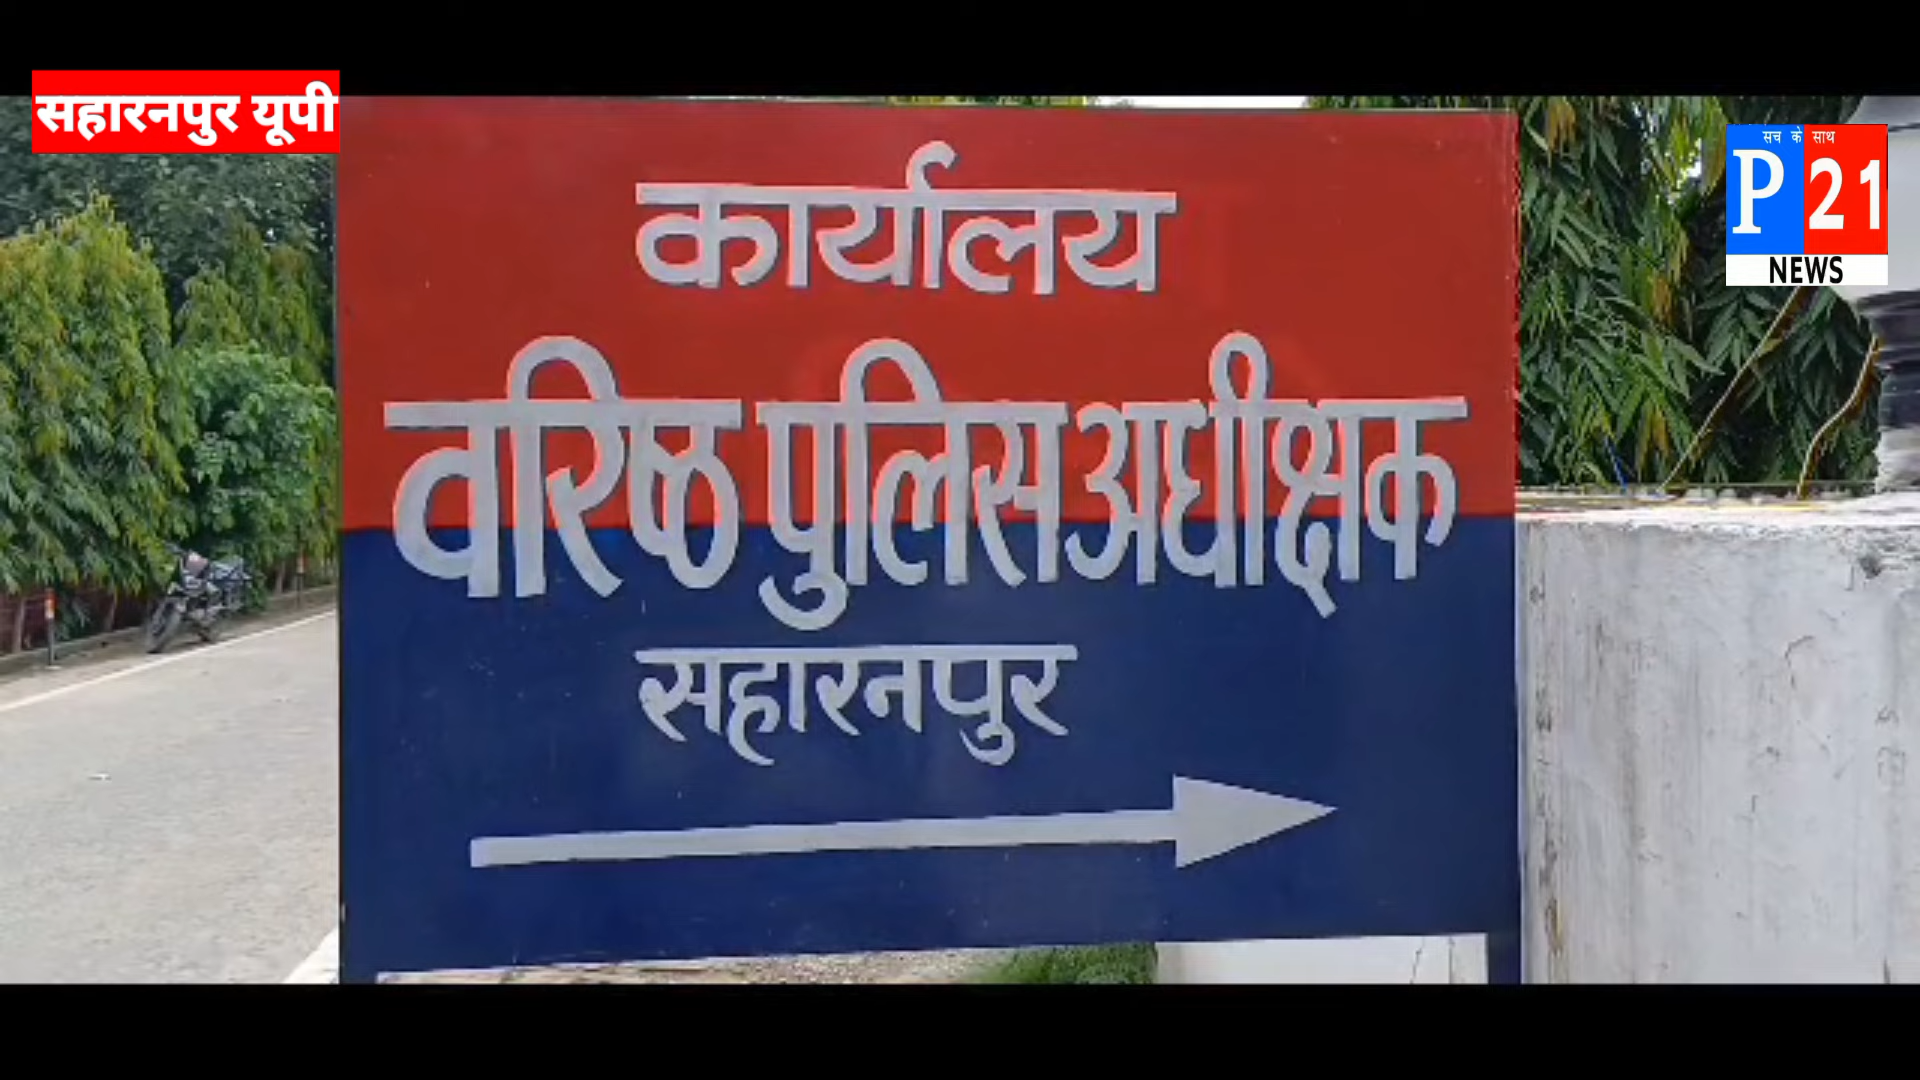 सहारनपुर यूपी
सच के साथ
P 21
NEWS
कार्यालय
वरिष्ठ पुलिस अधीक्षक
सहारनपुर